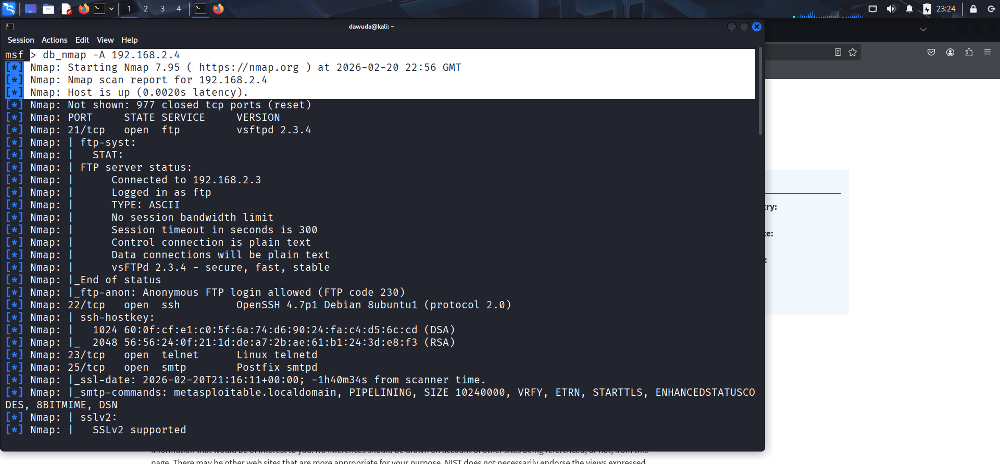 1 2 3 4
23:24
dawuda@kali: ~
Session Actions Edit View Help
msf > db_nmap -A 192.168.2.4
[*] Nmap: Starting Nmap 7.95 ( https://nmap.org ) at 2026-02-20 22:56 GMT
[*] Nmap: Nmap scan report for 192.168.2.4
[*] Nmap: Host is up (0.0020s latency).
[*] Nmap: Not shown: 977 closed tcp ports (reset)
[*] Nmap: PORT     STATE SERVICE     VERSION
[*] Nmap: 21/tcp   open  ftp         vsftpd 2.3.4
[*] Nmap: | ftp-syst:
[*] Nmap: |   STAT:
[*] Nmap: | FTP server status:
[*] Nmap: |      Connected to 192.168.2.3
[*] Nmap: |      Logged in as ftp
[*] Nmap: |      TYPE: ASCII
[*] Nmap: |      No session bandwidth limit
[*] Nmap: |      Session timeout in seconds is 300
[*] Nmap: |      Control connection is plain text
[*] Nmap: |      Data connections will be plain text
[*] Nmap: |      vsFTPd 2.3.4 - secure, fast, stable
[*] Nmap: |_End of status
[*] Nmap: |_ftp-anon: Anonymous FTP login allowed (FTP code 230)
[*] Nmap: 22/tcp   open  ssh         OpenSSH 4.7p1 Debian 8ubuntu1 (protocol 2.0)
[*] Nmap: | ssh-hostkey:
[*] Nmap: |   1024 60:0f:cf:e1:c0:5f:6a:74:d6:90:24:fa:c4:d5:6c:cd (DSA)
[*] Nmap: |_  2048 56:56:24:0f:21:1d:de:a7:2b:ae:61:b1:24:3d:e8:f3 (RSA)
[*] Nmap: 23/tcp   open  telnet      Linux telnetd
[*] Nmap: 25/tcp   open  smtp        Postfix smtpd
[*] Nmap: |_ssl-date: 2026-02-20T21:16:11+00:00; -1h40m34s from scanner time.
[*] Nmap: |_smtp-commands: metasploitable.localdomain, PIPELINING, SIZE 10240000, VRFY, ETRN, STARTTLS, ENHANCEDSTATUSCO
DES, 8BITMIME, DSN
[*] Nmap: | sslv2:
[*] Nmap: |   SSLv2 supported
page. There may be other web sites that are more appropriate for your purpose. NIST does not necessarily endorse the views expressed,